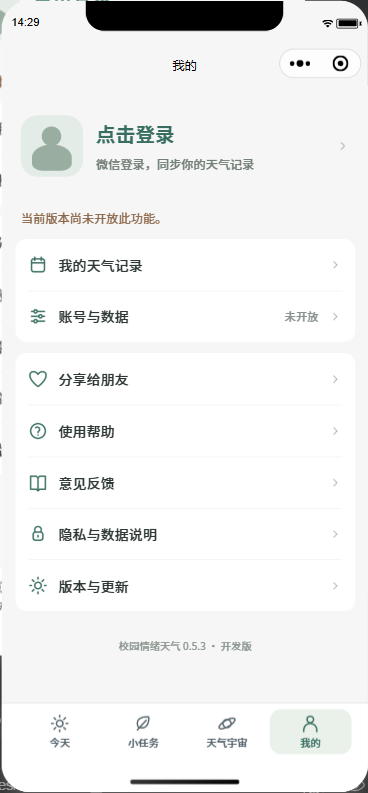 14:29
我的
点击登录
微信登录，同步你的天气记录
当前版本尚未开放此功能。
我的天气记录
账号与数据 未开放
分享给朋友
使用帮助
意见反馈
隐私与数据说明
版本与更新
校园情绪天气 0.5.3 · 开发版
今天 小任务 天气宇宙 我的